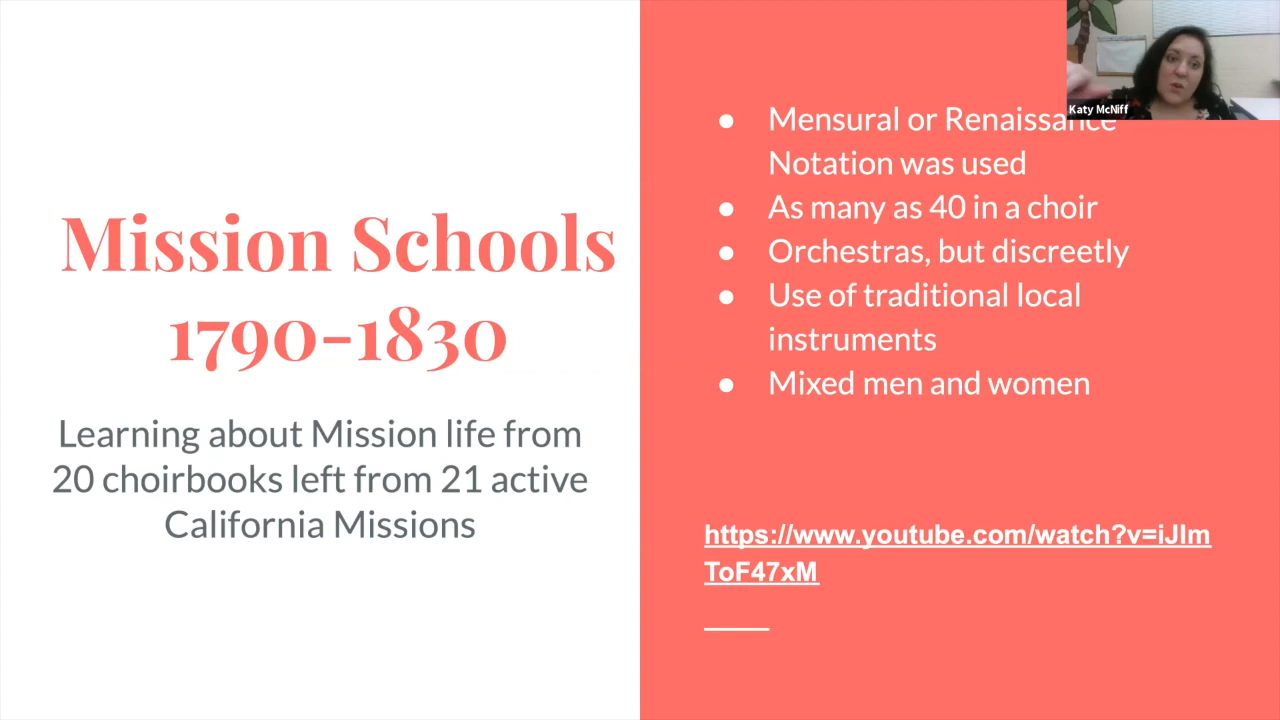 Mission Schools
1790-1830
Learning about Mission life from
20 choirbooks left from 21 active
California Missions
Katy McNiff
● Mensural or Renaissance
Notation was used
● As many as 40 in a choir
● Orchestras, but discreetly
● Use of traditional local
instruments
● Mixed men and women
https://www.youtube.com/watch?v=iJlm
ToF47xM